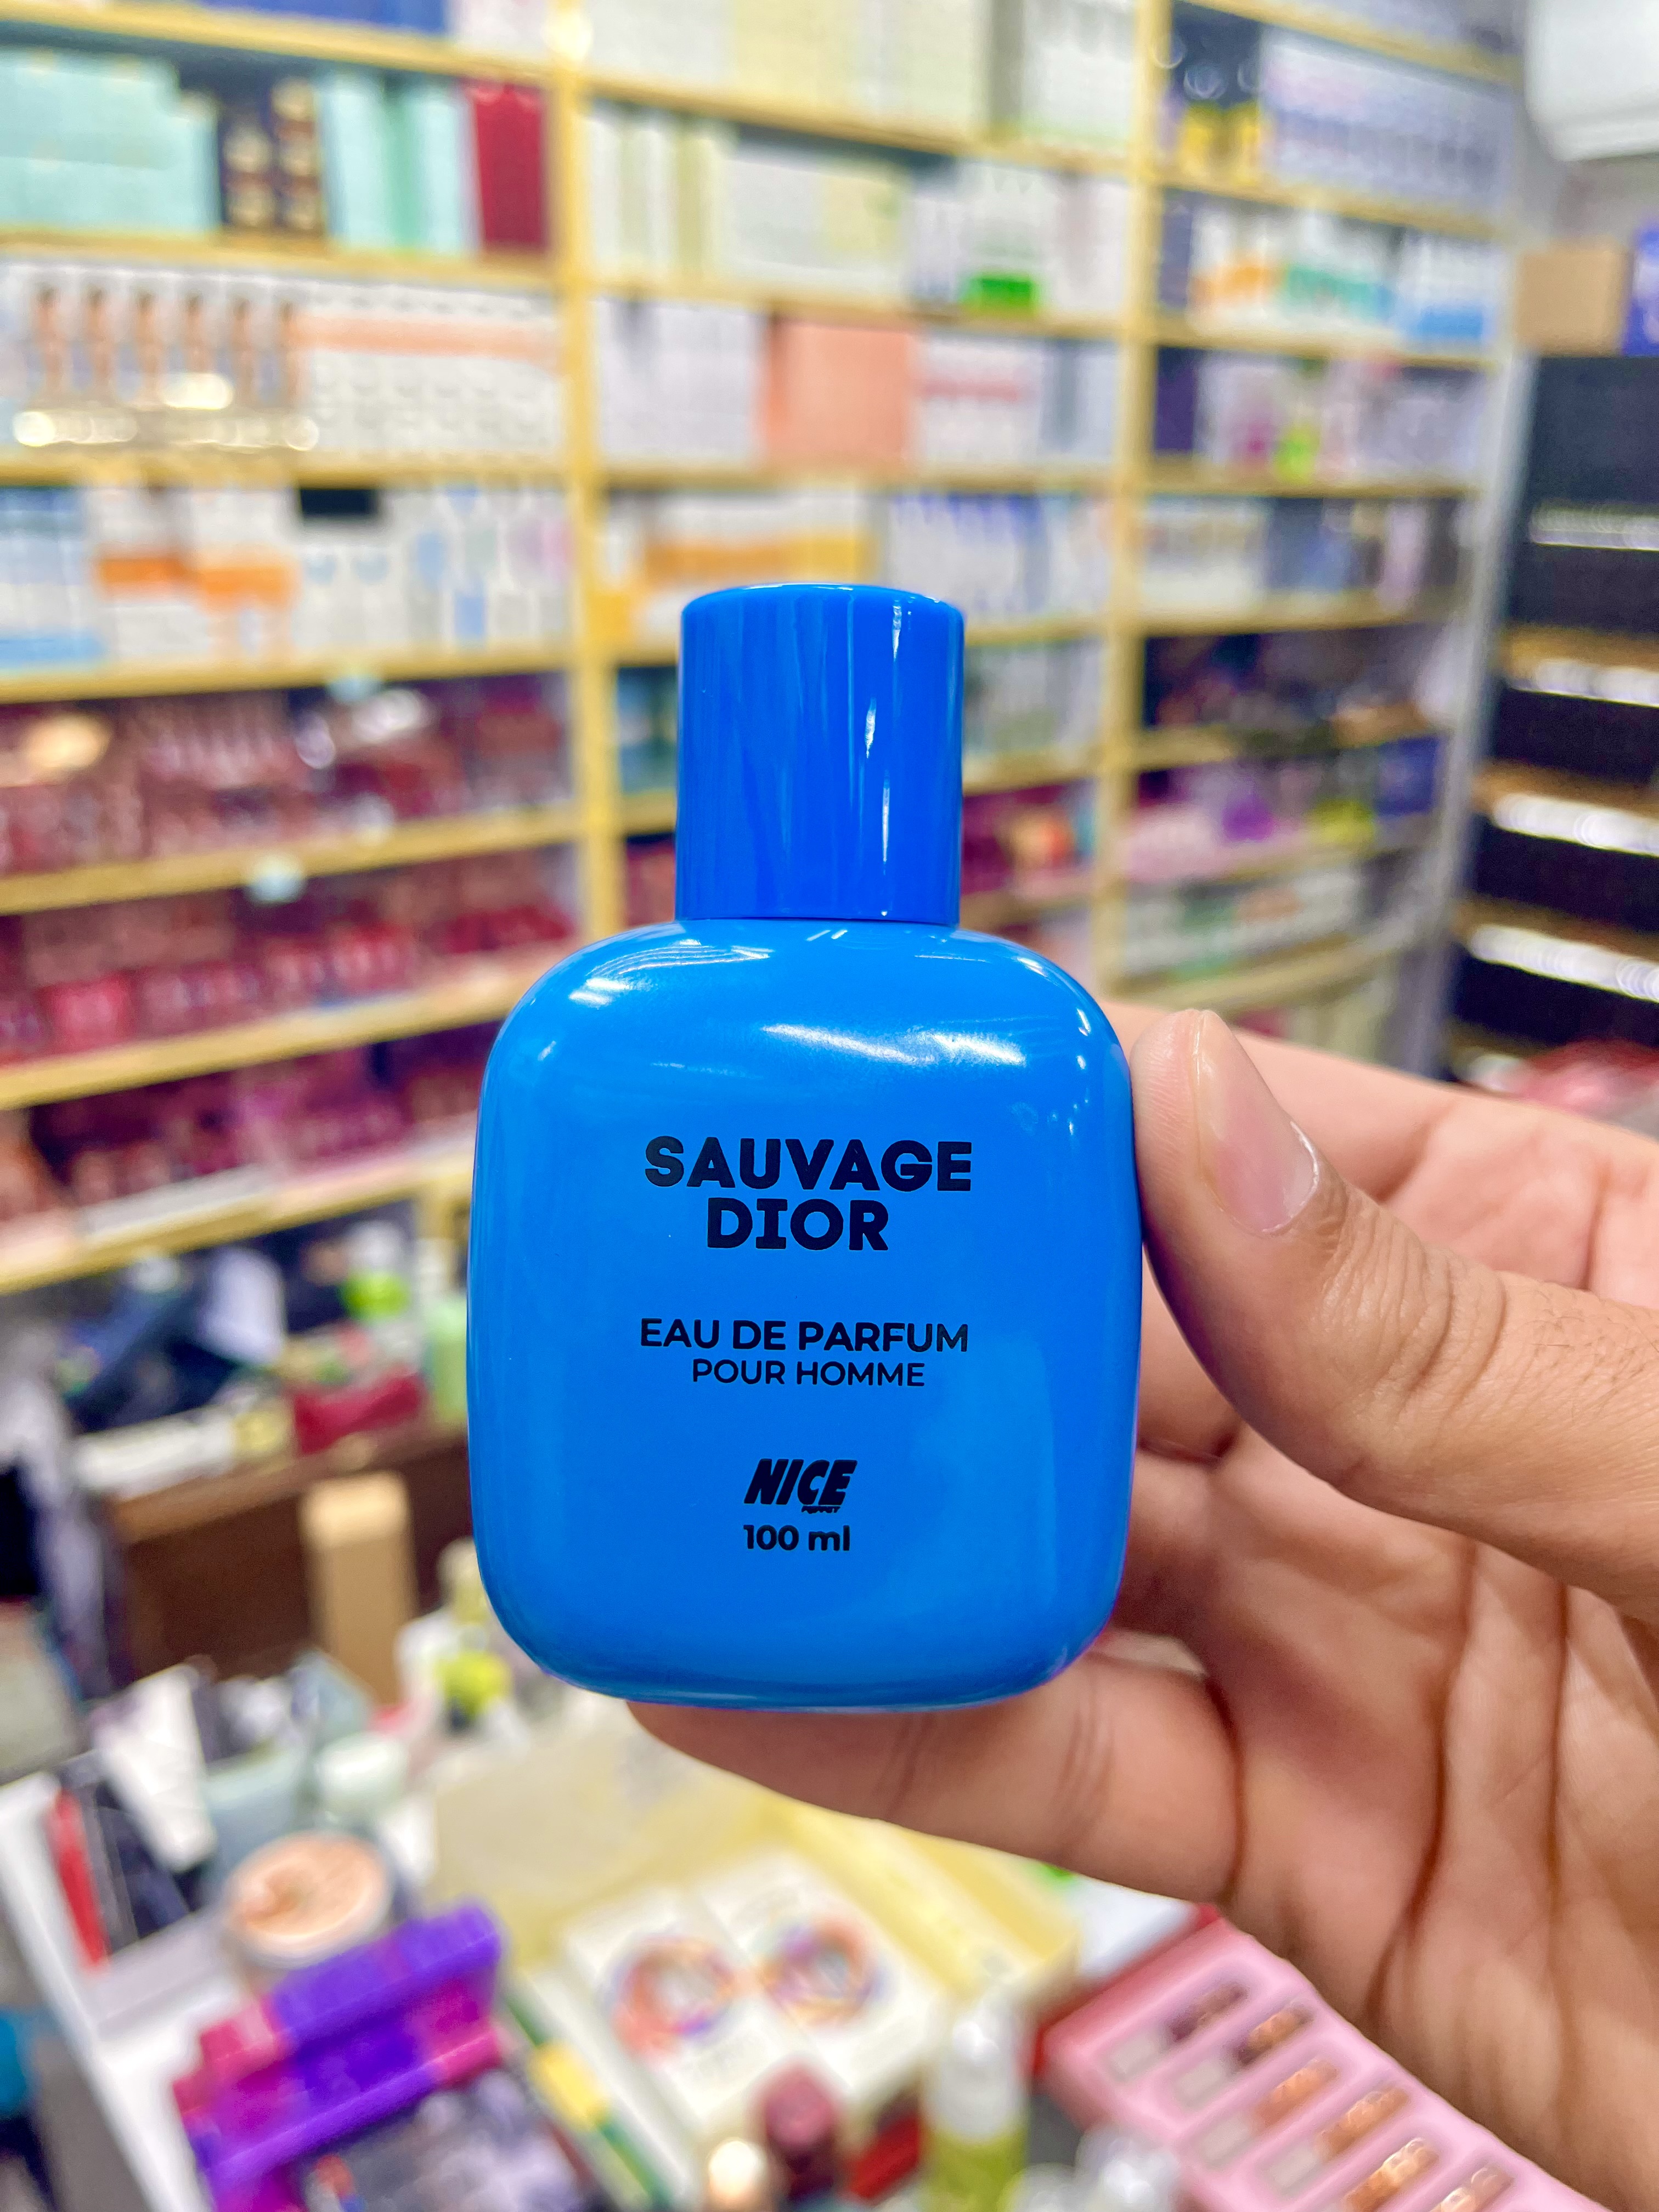 SAUVAGE
DIOR
EAU DE PARFUM
POUR HOMME
NICE
100 ml